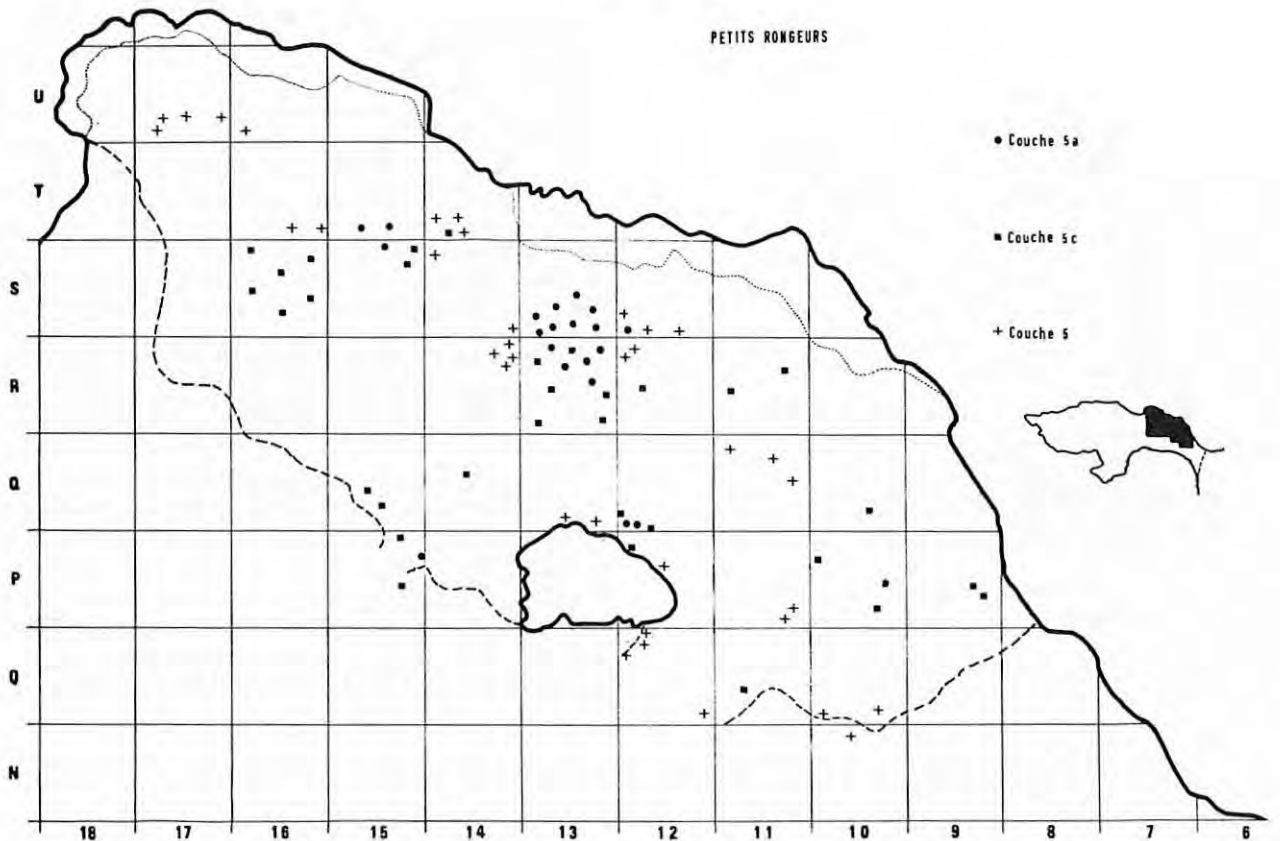 PETITS RONGEURS
Couche 5a
Couche 5c
Couche 5
U
T
S
R
Q
P
Q
N
18 17 16 15 14 13 12 11 10 9 8 7 6